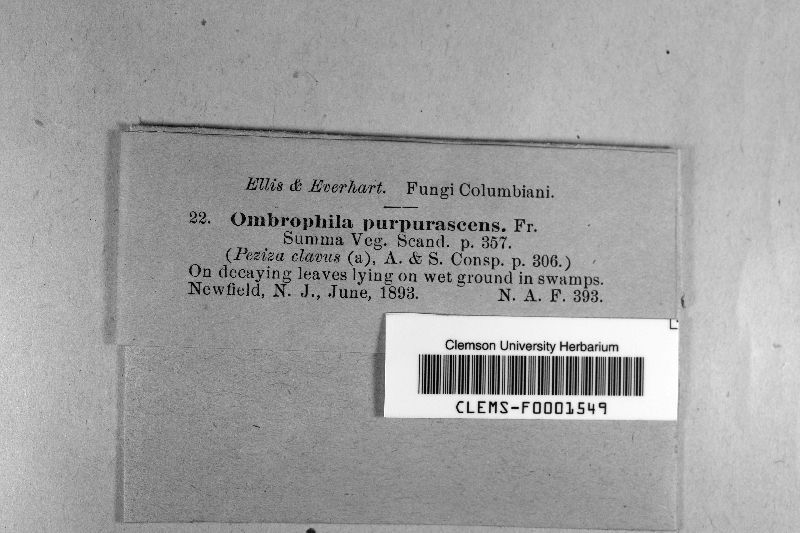 Ellis & Everhart. Fungi Columbiani.
22. Ombrophila purpurascens. Fr.
Summa Veg. Scand. p. 357.
(Peziza clavus (a), A. & S. Consp. p. 306.)
On decaying leaves lying on wet ground in swamps.
Newfield, N. J., June, 1893. N. A. F. 393.
Clemson University Herbarium
CLEMS-F0001549